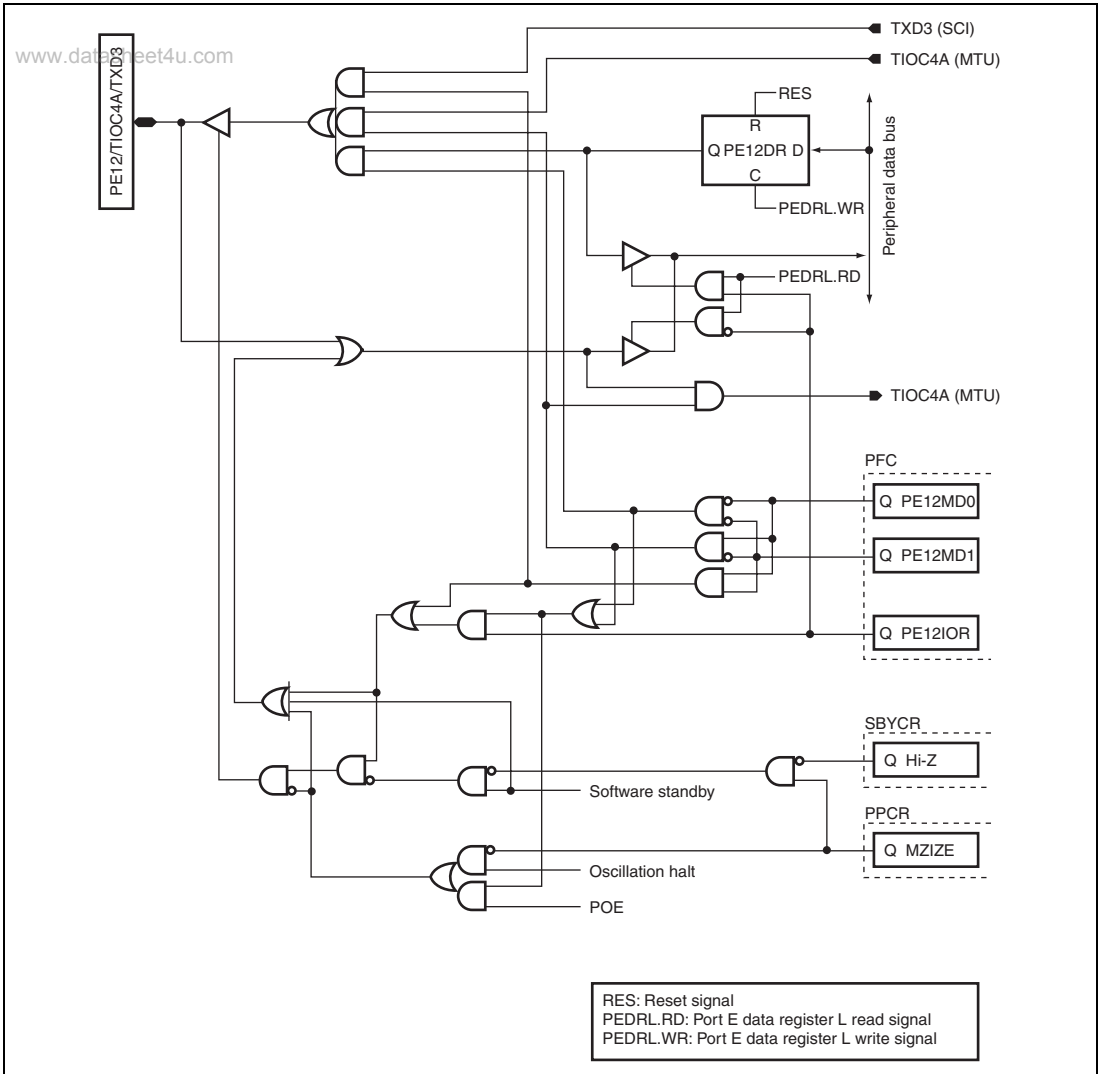 www.datasheet4u.com
PE12/TIOC4A/TXD3
TXD3 (SCI)
TIOC4A (MTU)
RES
R
Q PE12DR D
C
PEDRL.WR
Peripheral data bus
PEDRL.RD
TIOC4A (MTU)
PFC
Q PE12MD0
Q PE12MD1
Q PE12IOR
SBYCR
Q Hi-Z
Software standby
PPCR
Q MZIZE
Oscillation halt
POE
RES: Reset signal
PEDRL.RD: Port E data register L read signal
PEDRL.WR: Port E data register L write signal